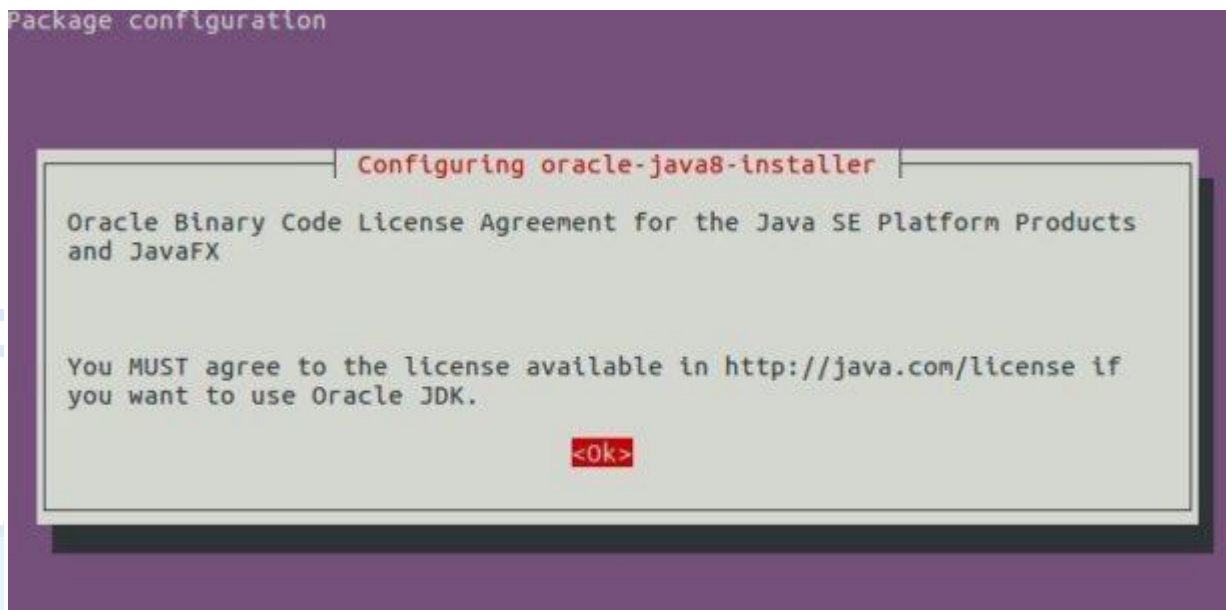 Package configuration
Configuring oracle-java8-installer
Oracle Binary Code License Agreement for the Java SE Platform Products
and JavaFX
You MUST agree to the license available in http://java.com/license if
you want to use Oracle JDK.
<Ok>